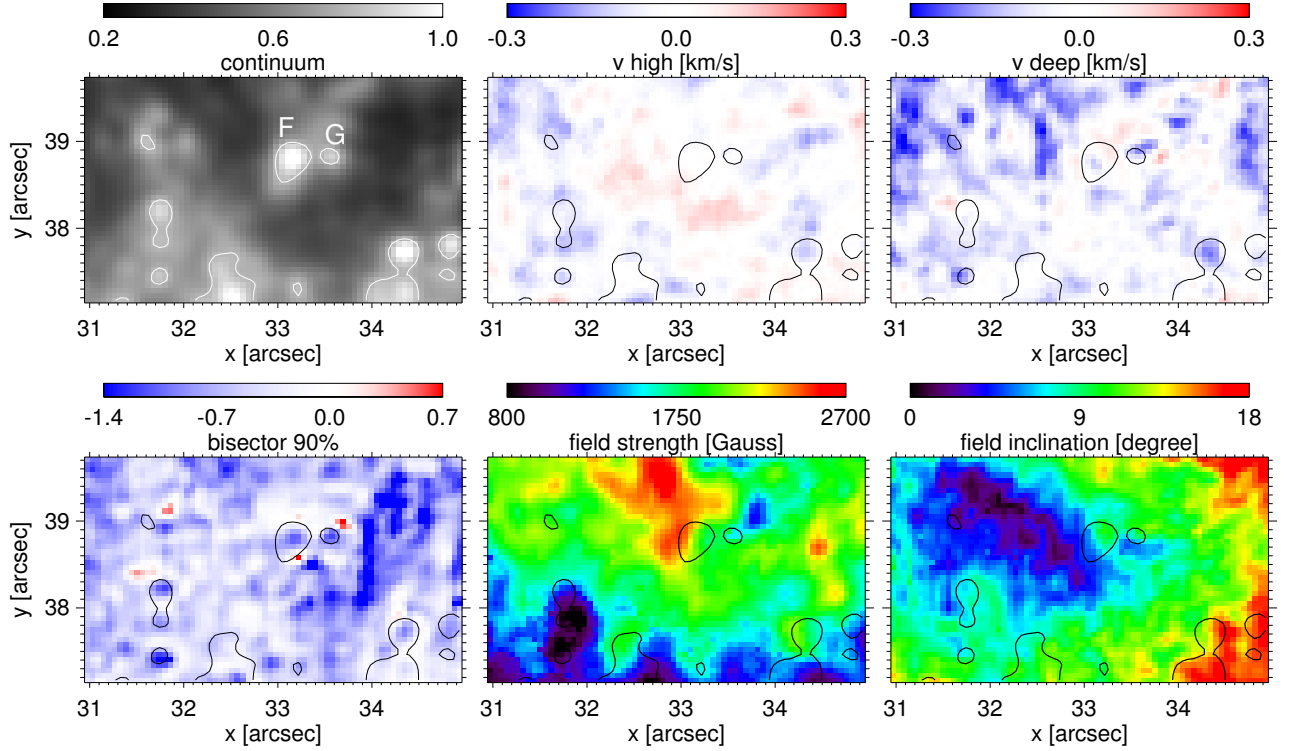 0.2 0.6 1.0 -0.3 0.0 0.3 -0.3 0.0 0.3
continuum v high [km/s] v deep [km/s]
F G
39
38
y [arcsec]
31 32 33 34 31 32 33 34 31 32 33 34
x [arcsec] x [arcsec] x [arcsec]
-1.4 -0.7 0.0 0.7 800 1750 2700 0 9 18
bisector 90% field strength [Gauss] field inclination [degree]
39
38
y [arcsec]
31 32 33 34 31 32 33 34 31 32 33 34
x [arcsec] x [arcsec] x [arcsec]